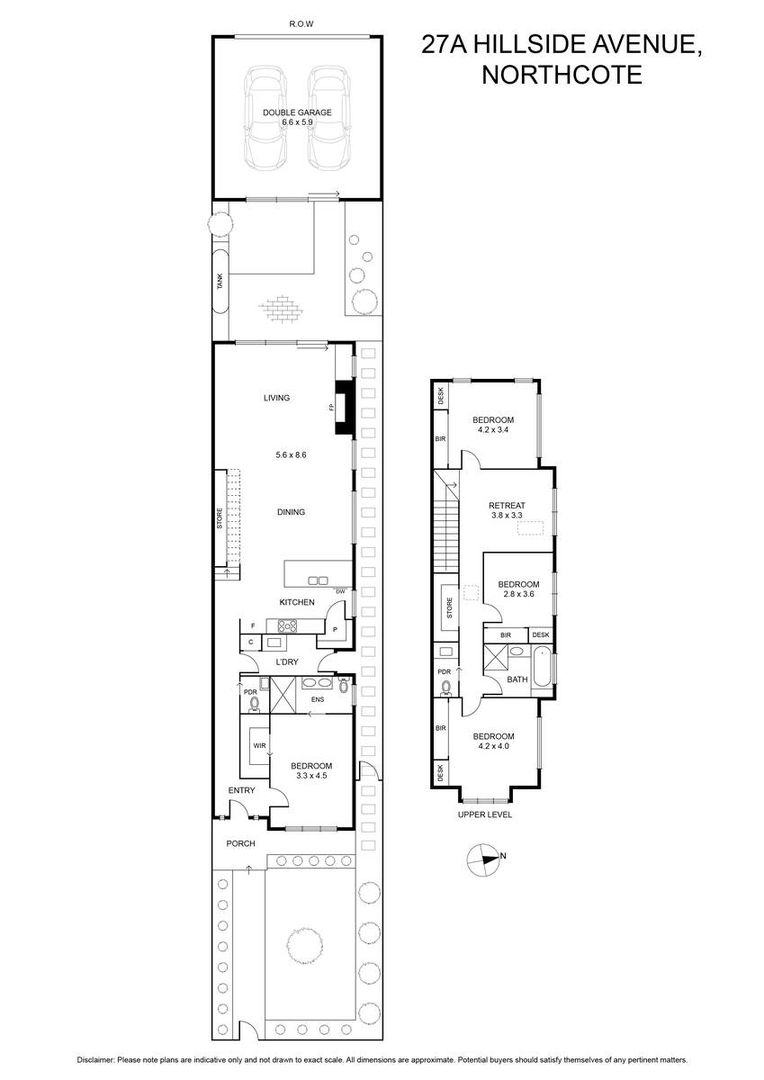 R.O.W
27A HILLSIDE AVENUE,
NORTHCOTE
DOUBLE GARAGE
6.6 x 5.9
TANK
LIVING
FP
5.6 x 8.6
STORE
DINING
DW
KITCHEN
F
P
C
L'DRY
PDR
ENS
WIR
BEDROOM
3.3 x 4.5
ENTRY
PORCH
DESK
BEDROOM
4.2 x 3.4
BIR
RETREAT
3.8 x 3.3
BEDROOM
2.8 x 3.6
STORE
BIR
DESK
PDR
BATH
BIR
BEDROOM
4.2 x 4.0
DESK
UPPER LEVEL
N
Disclaimer: Please note plans are indicative only and not drawn to exact scale. All dimensions are approximate. Potential buyers should satisfy themselves of any pertinent matters.